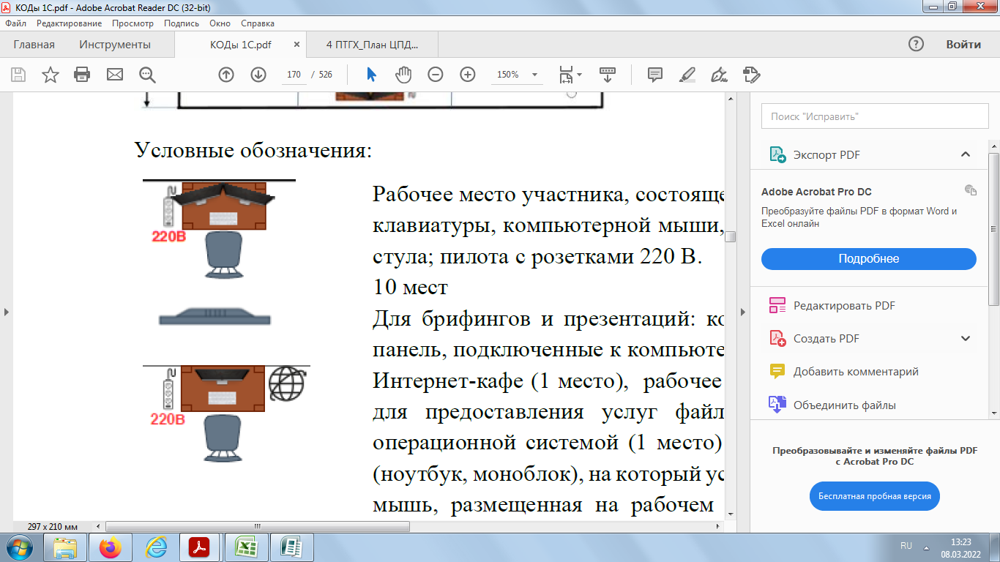 КОДы 1С.pdf - Adobe Acrobat Reader DC (32-bit)
Файл Редактирование Просмотр Подпись Окно Справка
Главная Инструменты КОДы 1С.pdf × 4 ПТГХ_План ЦПД... Войти
170 / 526 150%
Условные обозначения:
220В
Рабочее место участника, состояще
клавиатуры, компьютерной мыши,
стула; пилота с розетками 220 В.
10 мест
Для брифингов и презентаций: ко
панель, подключенные к компьюте
220В
Интернет-кафе (1 место), рабочее
для предоставления услуг файл
операционной системой (1 место)
(ноутбук, моноблок), на который ус
мышь, размещенная на рабочем
Поиск "Исправить"
Экспорт PDF
Adobe Acrobat Pro DC
Преобразуйте файлы PDF в формат Word и
Excel онлайн
Подробнее
Редактировать PDF
Создать PDF
Добавить комментарий
Объединить файлы
Преобразовывайте и изменяйте файлы PDF
с Acrobat Pro DC
Бесплатная пробная версия
297 x 210 мм
RU
13:23
08.03.2022